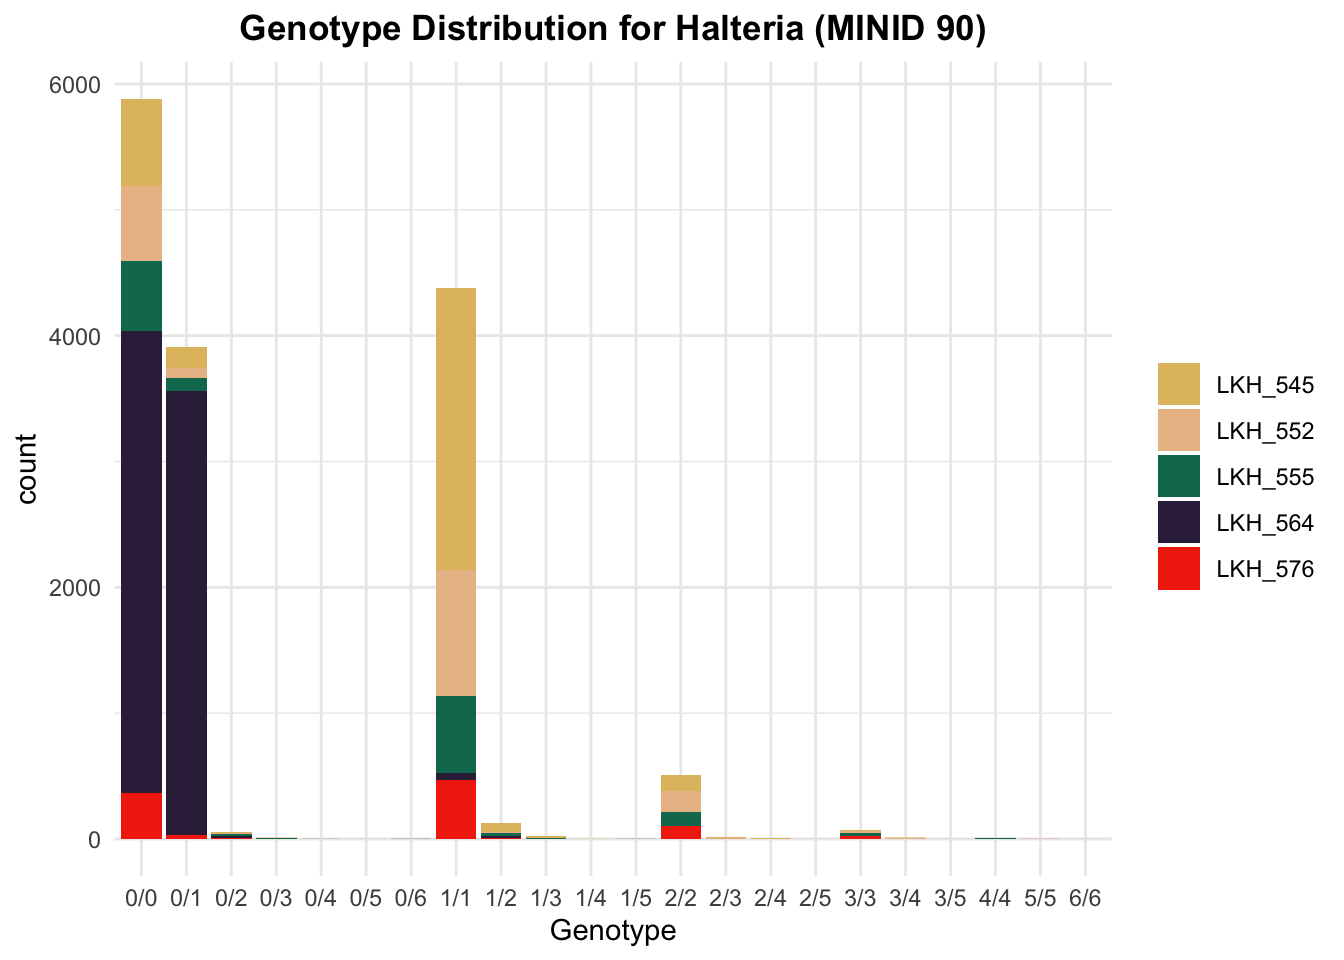 Genotype Distribution for Halteria (MINID 90)
6000
4000
2000
0
count
0/0 0/1 0/2 0/3 0/4 0/5 0/6 1/1 1/2 1/3 1/4 1/5 2/2 2/3 2/4 2/5 3/3 3/4 3/5 4/4 5/5 6/6
Genotype
LKH_545
LKH_552
LKH_555
LKH_564
LKH_576